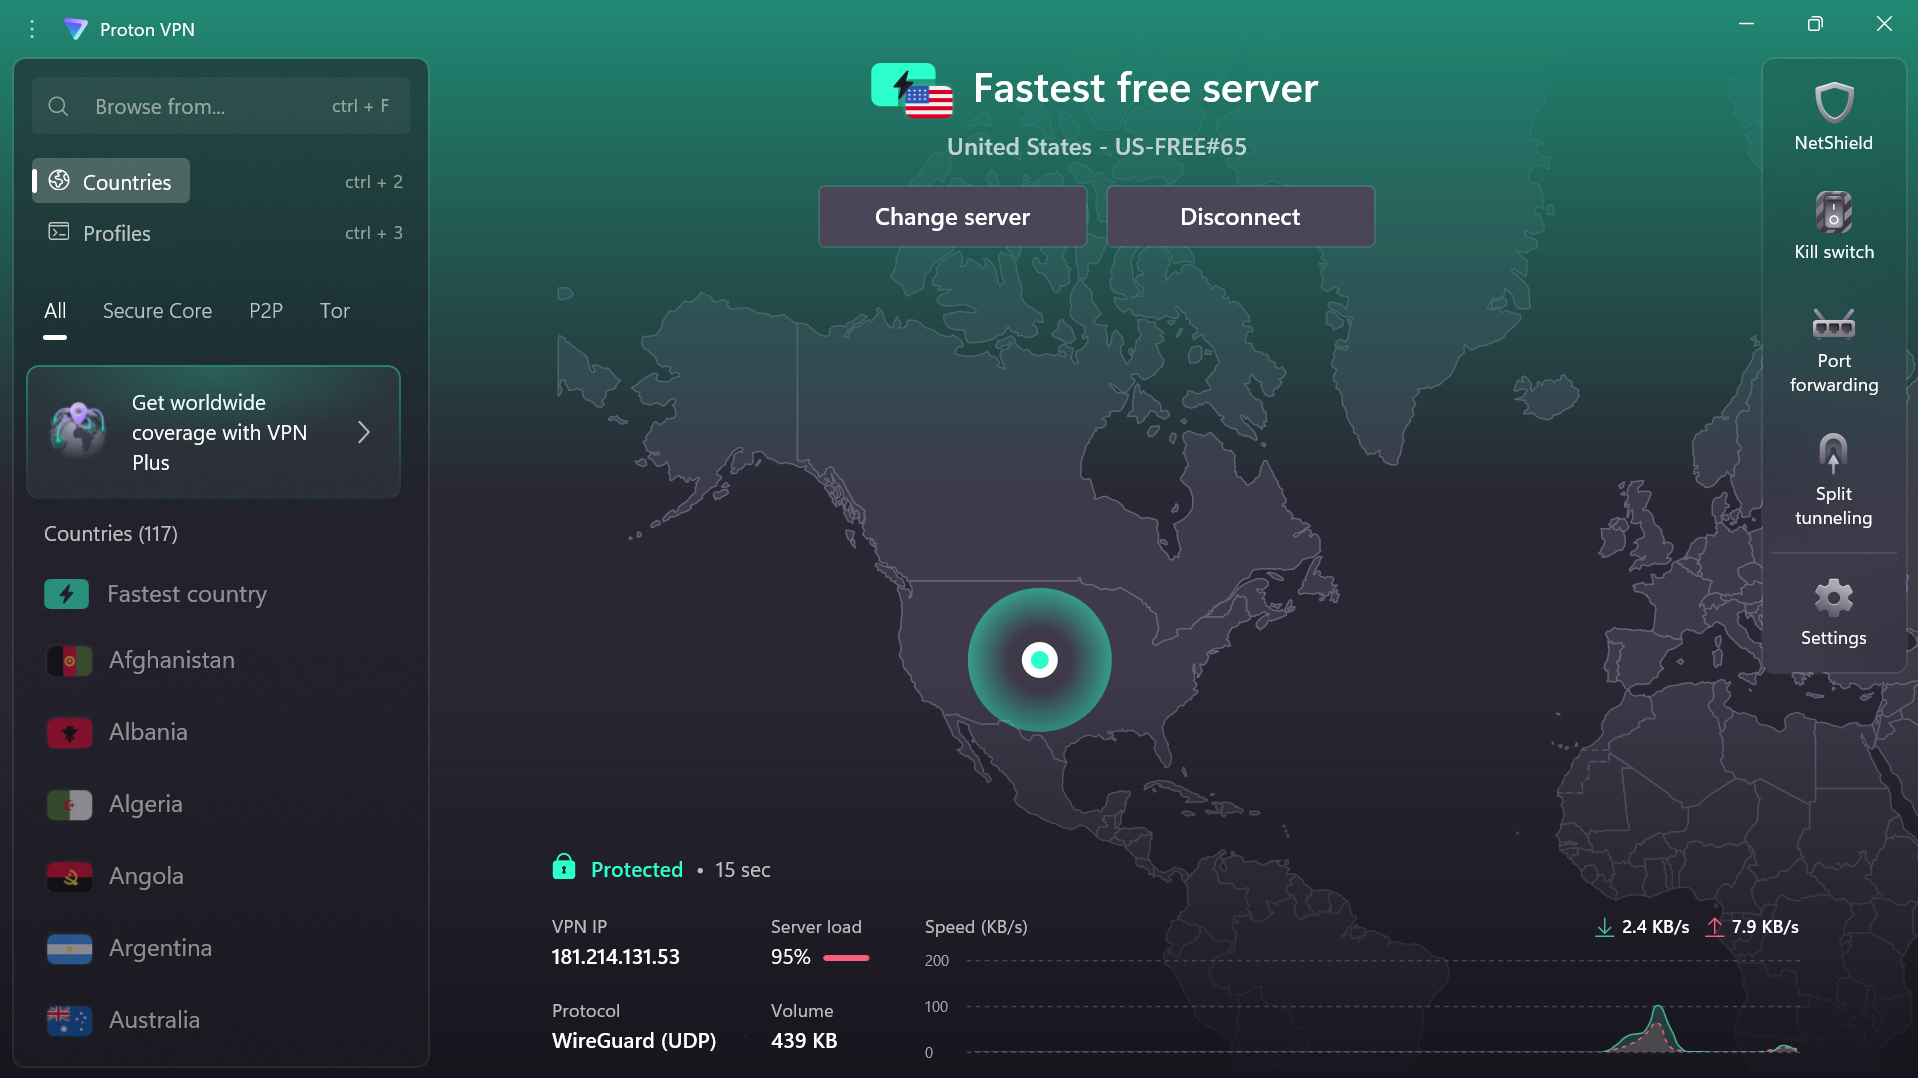 Proton VPN
Browse from...
ctrl + F
Countries
ctrl + 2
Profiles
ctrl + 3
All
Secure Core
P2P
Tor
Get worldwide
coverage with VPN
Plus
Countries (117)
Fastest country
Afghanistan
Albania
Algeria
Angola
Argentina
Australia
Fastest free server
United States - US-FREE#65
Change server
Disconnect
Protected • 15 sec
VPN IP
181.214.131.53
Server load
95%
Protocol
WireGuard (UDP)
Volume
439 KB
Speed (KB/s)
2.4 KB/s
7.9 KB/s
200
100
0
NetShield
Kill switch
Port
forwarding
Split
tunneling
Settings